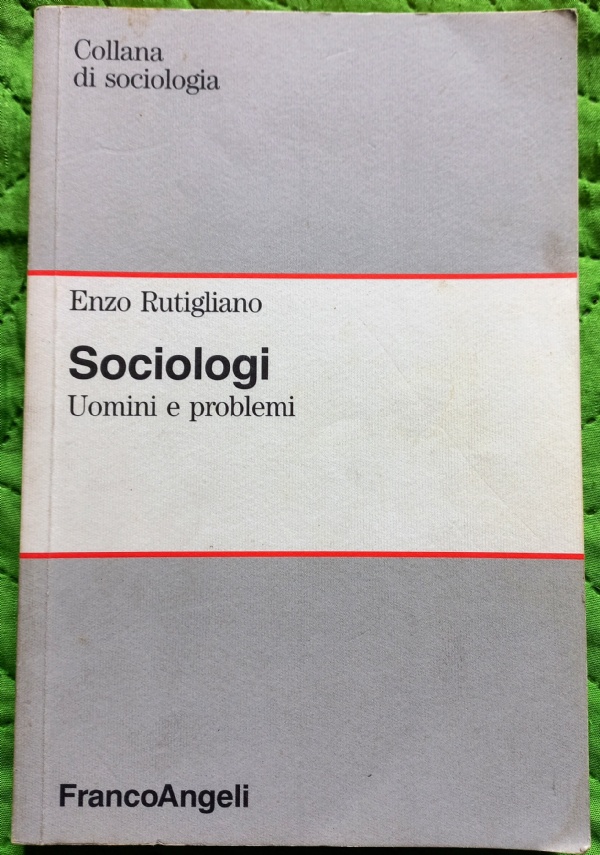 Collana
di sociologia
Enzo Rutigliano
Sociologi
Uomini e problemi
FrancoAngeli